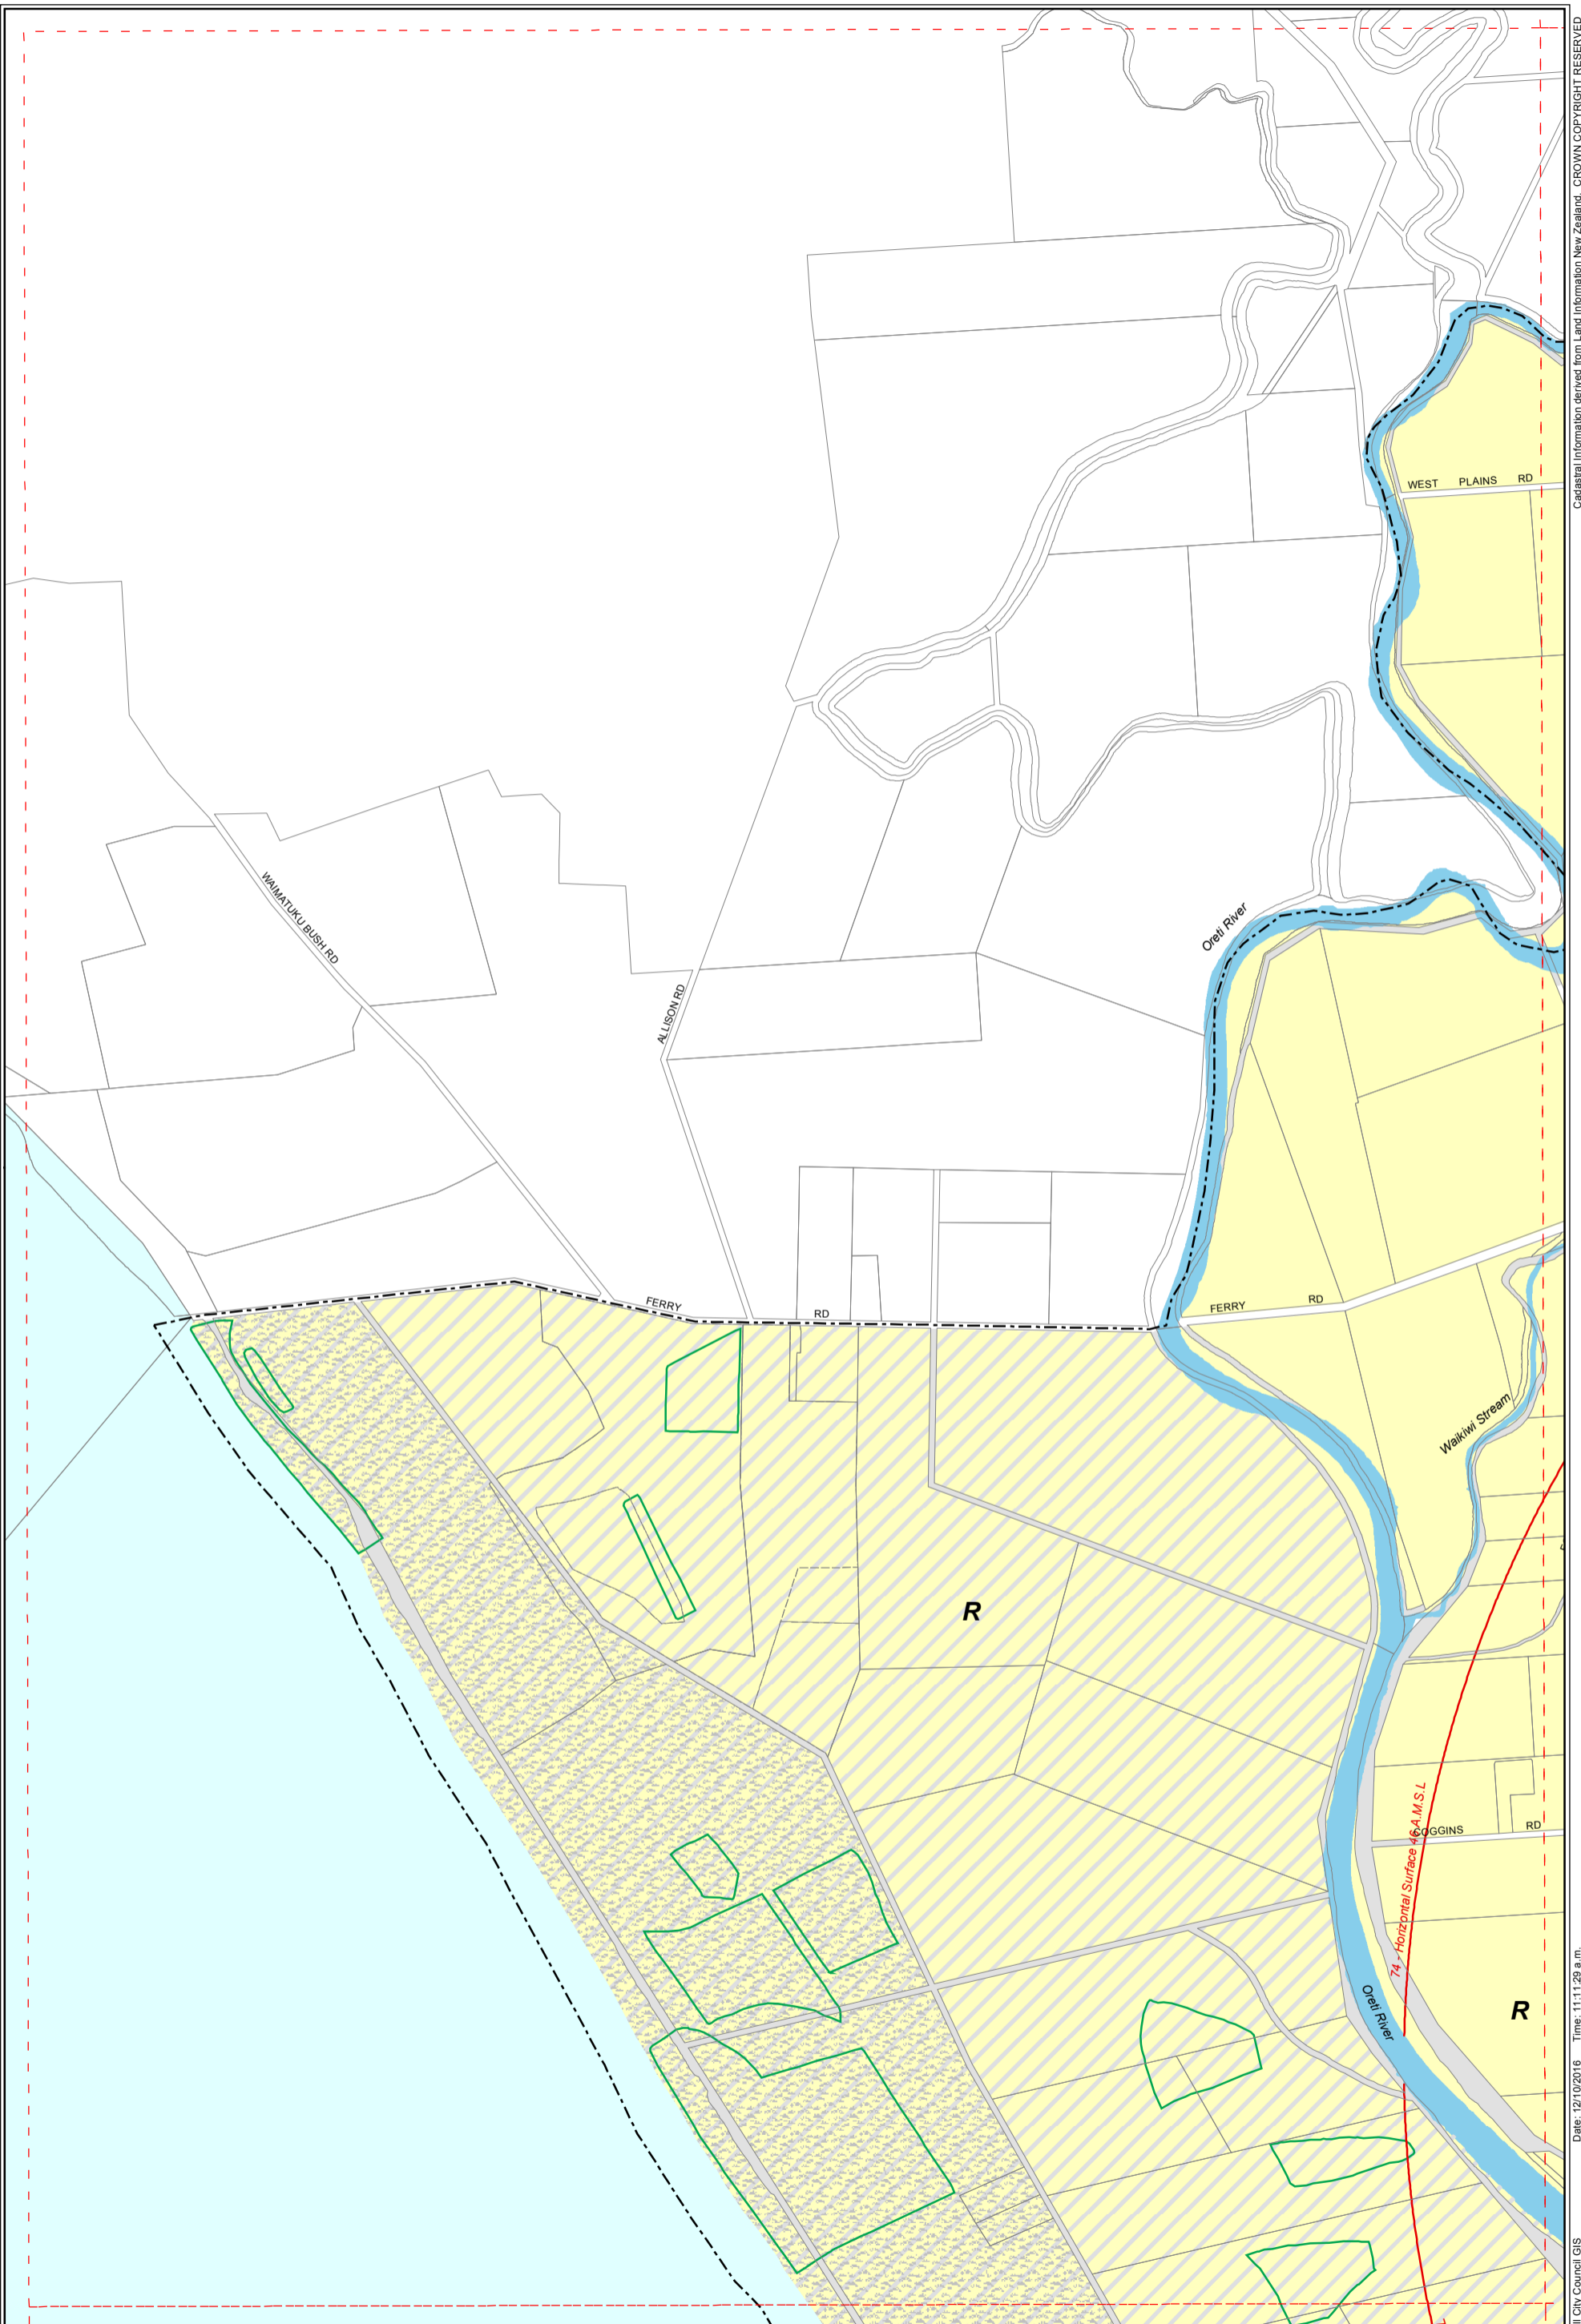 Cadastral Information derived from Land Information New Zealand. CROWN COPYRIGHT RESERVED
WEST PLAINS RD
WAIMATUKU BUSH RD
Oreti River
ALLISON RD
FERRY RD
FERRY RD
Waikiwi Stream
R
74 - Horizontal Surface 46 A.M.S.L
COGGINS RD
Oreti River
R
Date: 12/10/2016 Time: 11:11:29 a.m.
City Council GIS